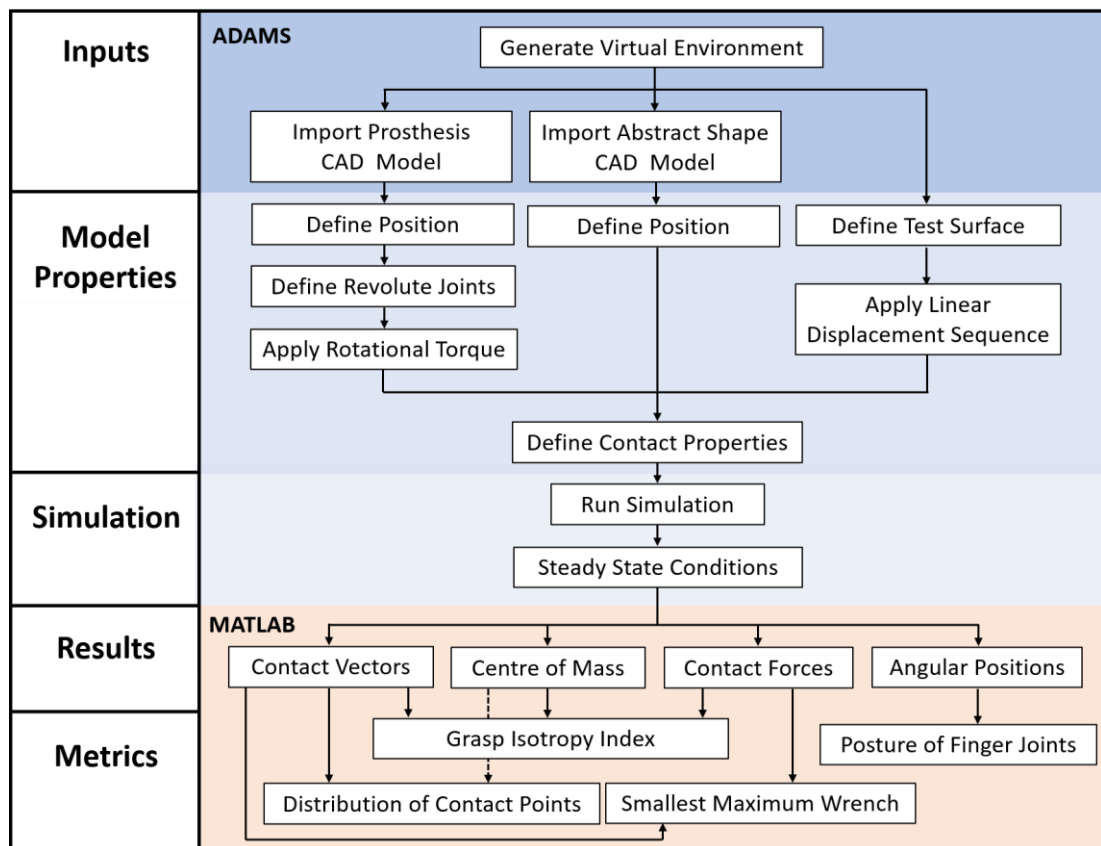 Inputs
ADAMS
Generate Virtual Environment
Import Prosthesis
CAD Model
Import Abstract Shape
CAD Model
Model
Properties
Define Position
Define Position
Define Test Surface
Define Revolute Joints
Apply Linear
Displacement Sequence
Apply Rotational Torque
Define Contact Properties
Simulation
Run Simulation
Steady State Conditions
Results
MATLAB
Contact Vectors
Centre of Mass
Contact Forces
Angular Positions
Metrics
Grasp Isotropy Index
Posture of Finger Joints
Distribution of Contact Points
Smallest Maximum Wrench